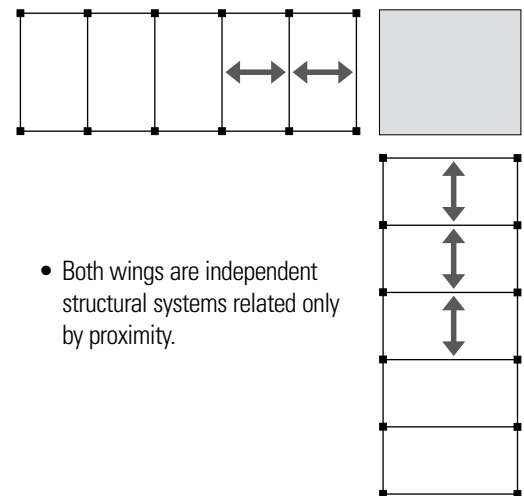 • Both wings are independent
structural systems related only
by proximity.